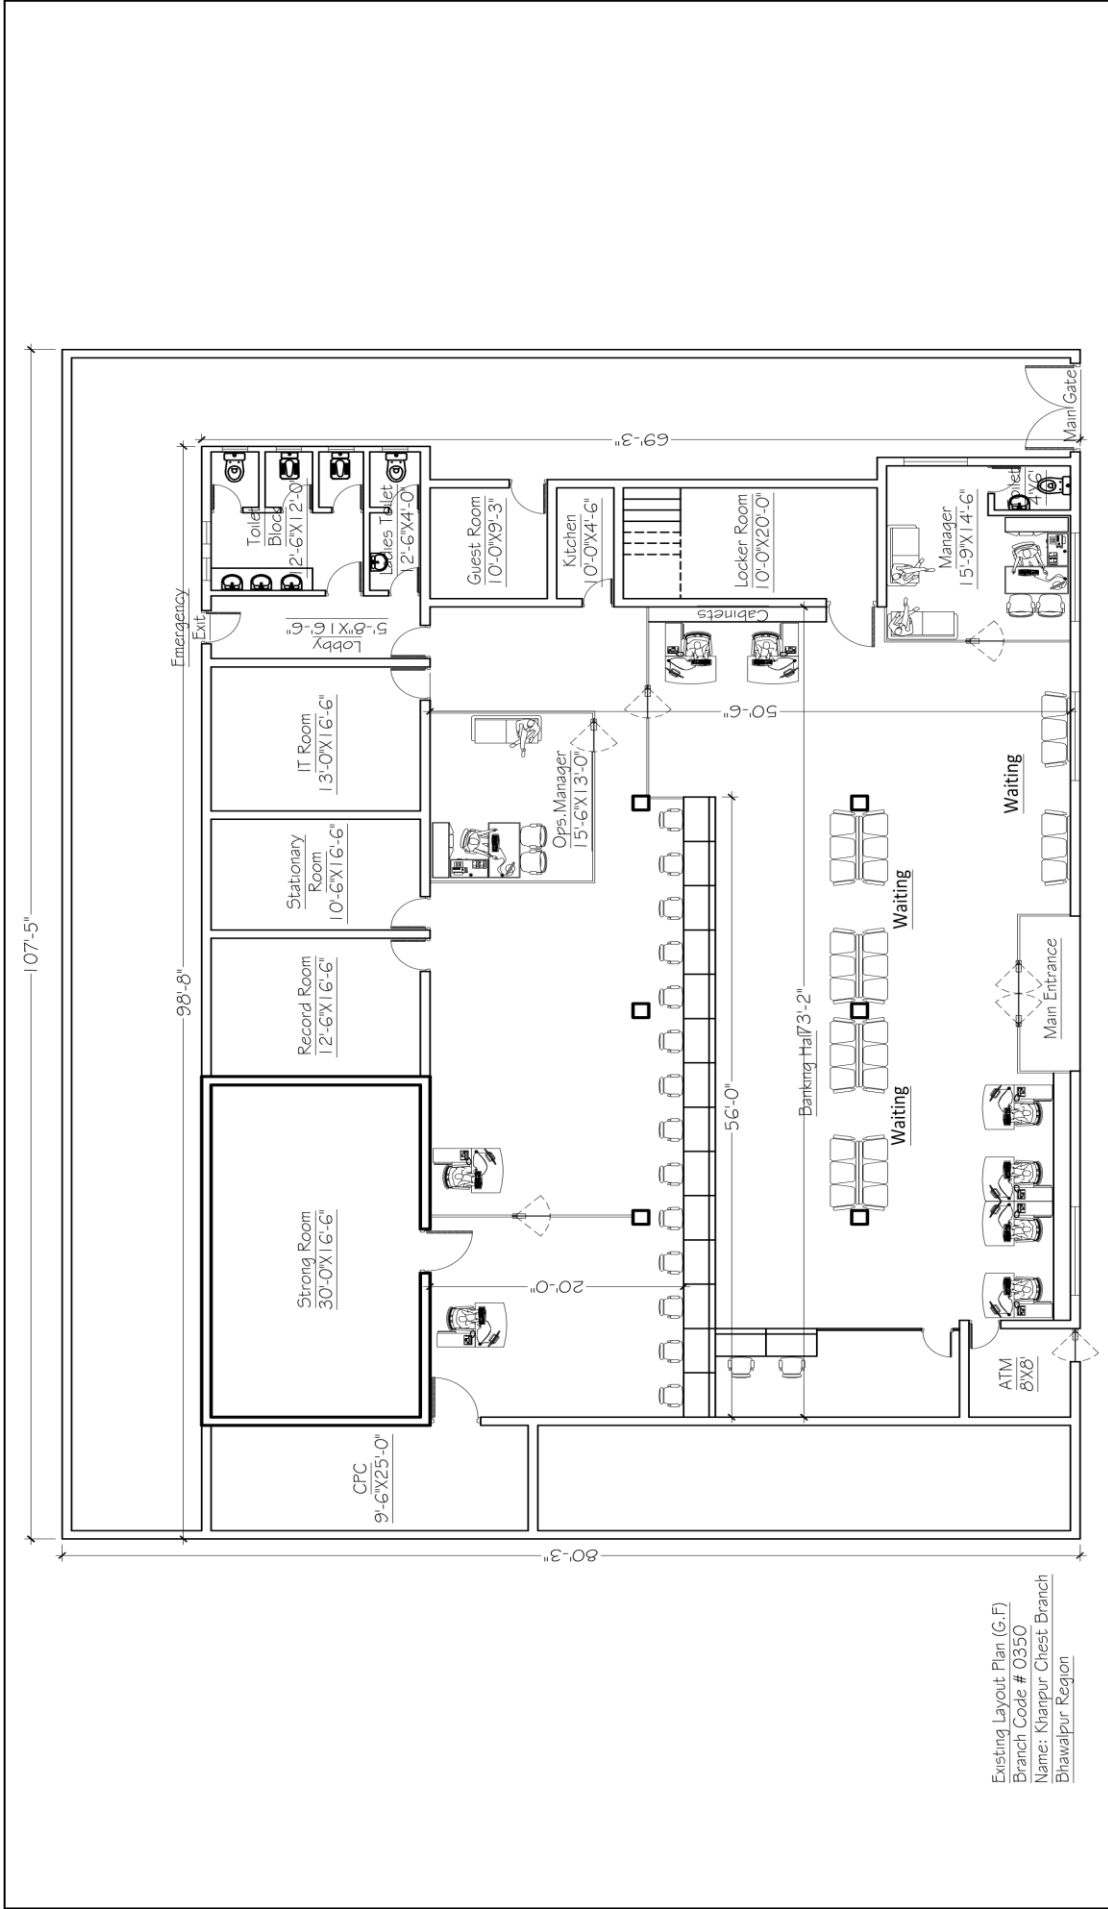 107'-5"
98'-8"
Emergency
Exit
Toilet
Block
12'-6"X12'-0"
Ladies Toilet
12'-6"X4'-0"
Lobby
5'-8"X16'-6"
IT Room
13'-0"X16'-6"
Stationary
Room
10'-6"X16'-6"
Record Room
12'-6"X16'-6"
Strong Room
30'-0"X16'-6"
CPC
9'-6"X25'-0"
69'-3"
Guest Room
10'-0"X9'-3"
Kitchen
10'-0"X4'-6"
Locker Room
10'-0"X20'-0"
Cabinets
Manager
15'-9"X14'-6"
Toilet
4'X6'
Main Gate
Ops.Manager
15'-6"X13'-0"
50'-6"
20'-0"
56'-0"
Banking Hall
73'-2"
Waiting
Waiting
Waiting
Main Entrance
ATM
8'X8'
80'-3"
Existing Layout Plan (G.F)
Branch Code # 0350
Name: Khanpur Chest Branch
Bhawalpur Region